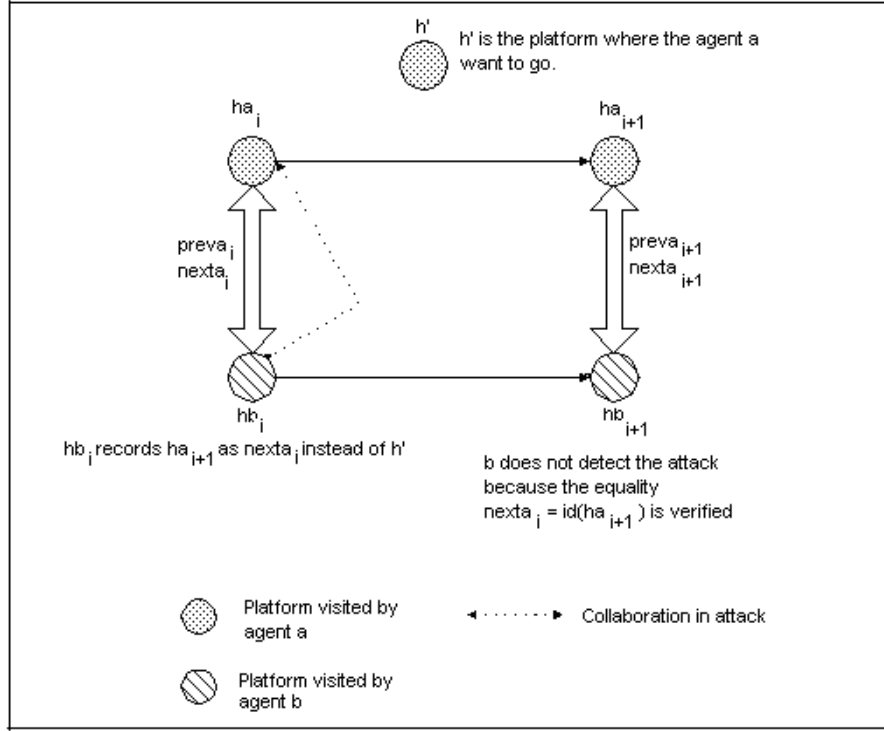 h'
h' is the platform where the agent a
want to go.
ha i
ha i+1
preva i
nexta i
preva i+1
nexta i+1
hb i
hb i+1
hb i records ha i+1 as nexta i instead of h'
b does not detect the attack
because the equality
nexta i = id(ha i+1 ) is verified
Platform visited by
agent a
Collaboration in attack
Platform visited by
agent b